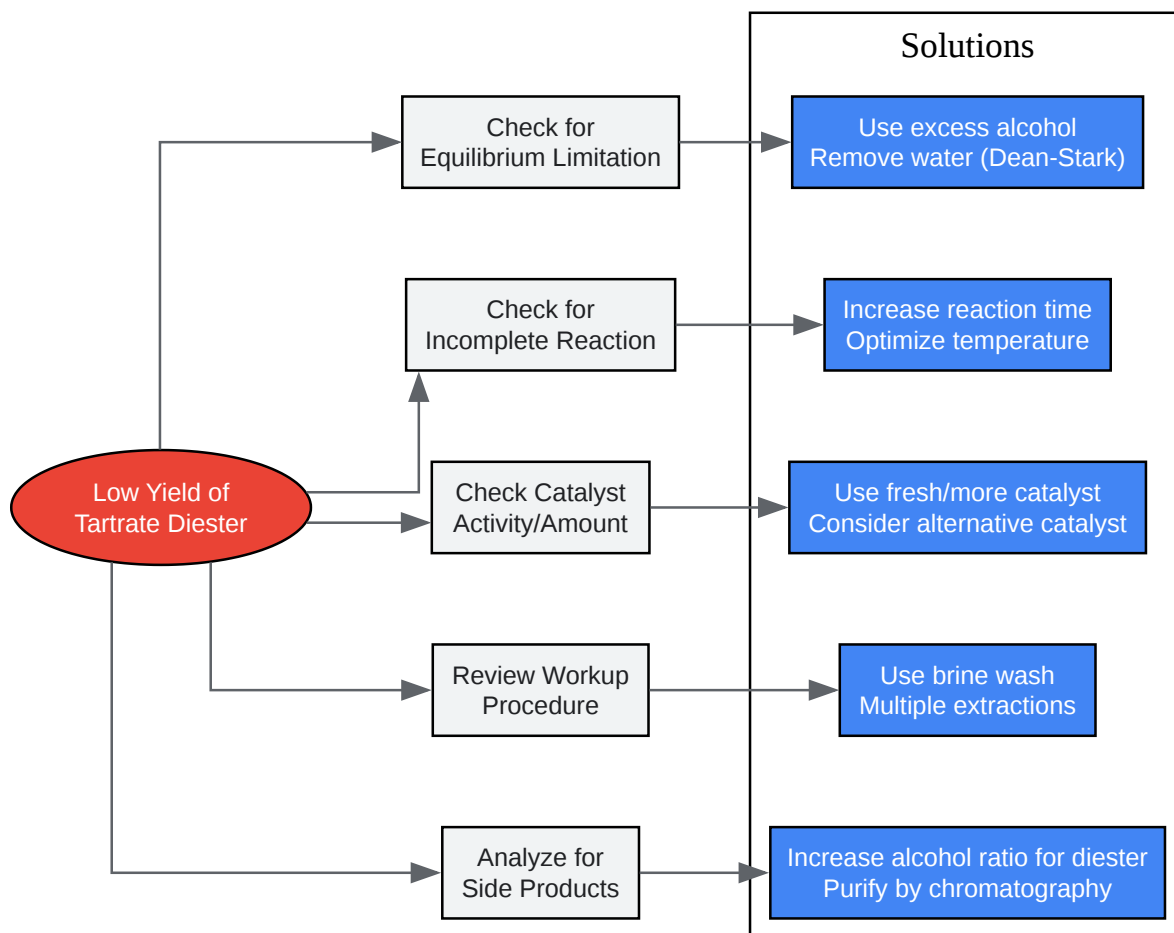 Solutions
Check for
Equilibrium Limitation
Use excess alcohol
Remove water (Dean-Stark)
Check for
Incomplete Reaction
Increase reaction time
Optimize temperature
Low Yield of
Tartrate Diester
Check Catalyst
Activity/Amount
Use fresh/more catalyst
Consider alternative catalyst
Review Workup
Procedure
Use brine wash
Multiple extractions
Analyze for
Side Products
Increase alcohol ratio for diester
Purify by chromatography